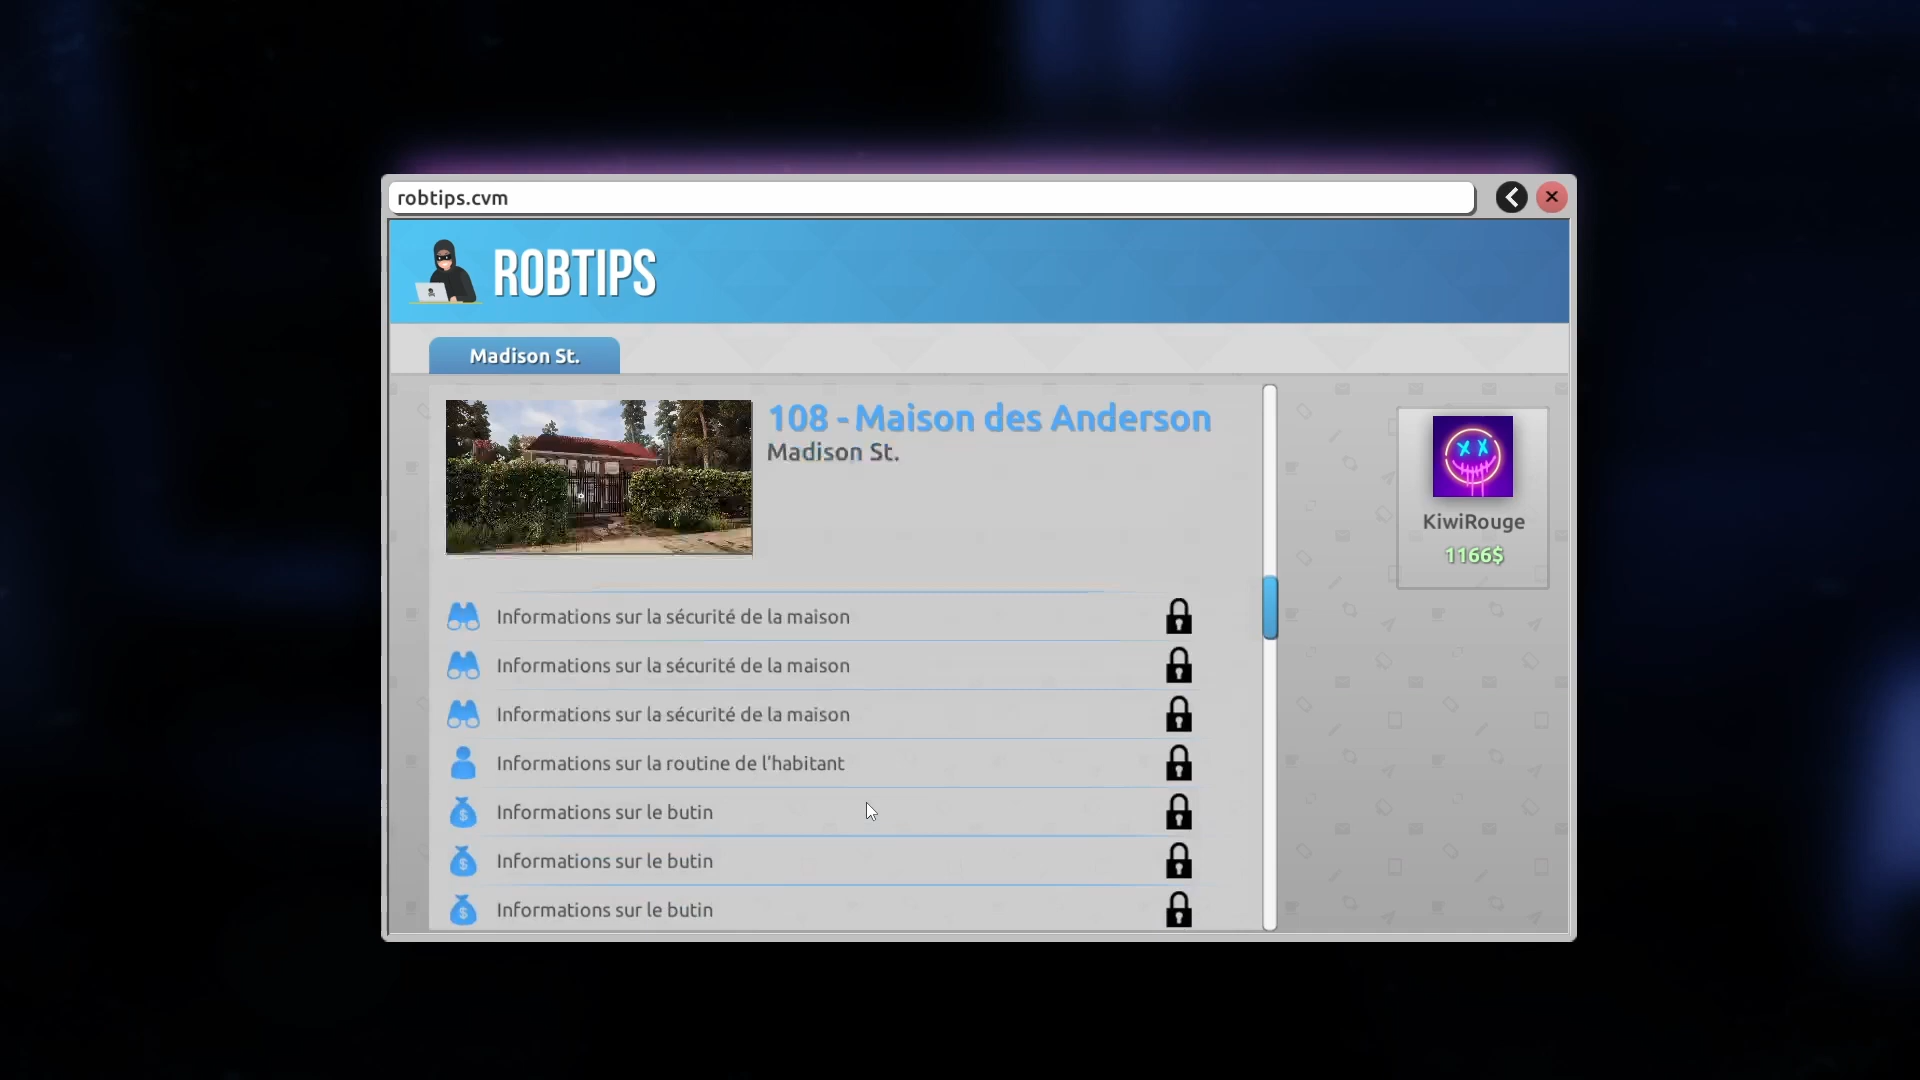 robtips.cvm
ROBTIPS
Madison St.
108 - Maison des Anderson
Madison St.
KiwiRouge
1166$
Informations sur la sécurité de la maison
Informations sur la sécurité de la maison
Informations sur la sécurité de la maison
Informations sur la routine de l'habitant
Informations sur le butin
Informations sur le butin
Informations sur le butin